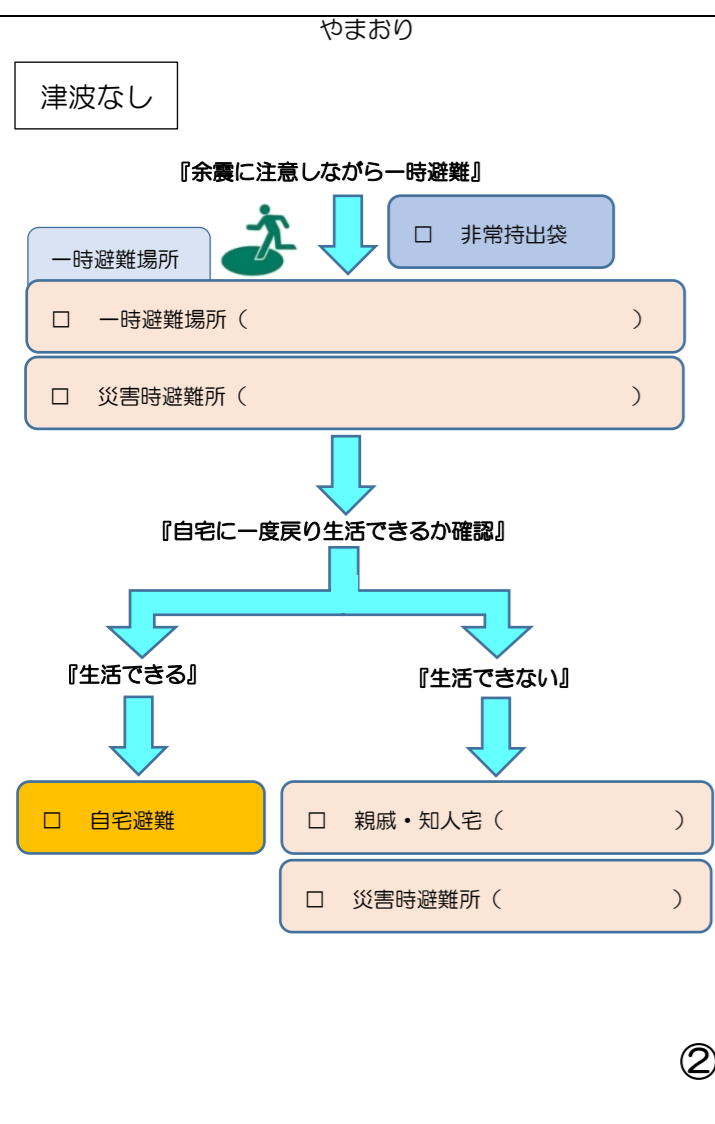 やまおり
津波なし
『余震に注意しながら一時避難』
□ 非常持出袋
一時避難場所
□ 一時避難場所（ ）
□ 災害時避難所（ ）
『自宅に一度戻り生活できるか確認』
『生活できる』
『生活できない』
□ 自宅避難
□ 親戚・知人宅（ ）
□ 災害時避難所（ ）
②